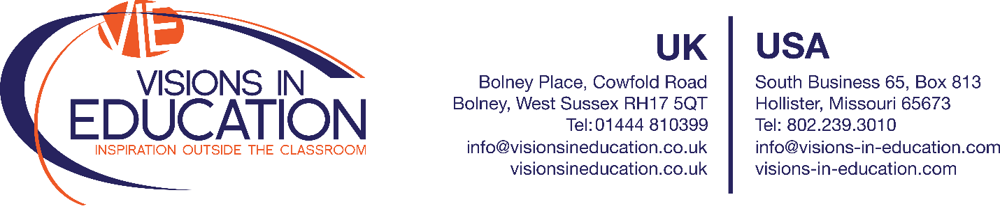 VIE
VISIONS IN
EDUCATION
INSPIRATION OUTSIDE THE CLASSROOM
UK
Bolney Place, Cowfold Road
Bolney, West Sussex RH17 5QT
Tel: 01444 810399
info@visionsineducation.co.uk
visionsineducation.co.uk
USA
South Business 65, Box 813
Hollister, Missouri 65673
Tel: 802.239.3010
info@visions-in-education.com
visions-in-education.com